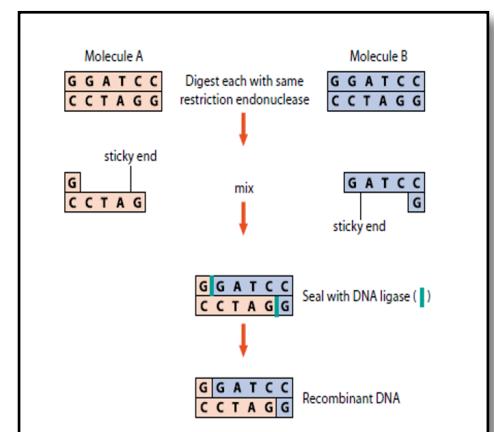 Molecule A
Molecule B
G G A T C C
C C T A G G
Digest each with same
restriction endonuclease
G G A T C C
C C T A G G
sticky end
G
C C T A G
mix
G A T C C
G
sticky end
G G A T C C
C C T A G G
Seal with DNA ligase ( )
G G A T C C
C C T A G G
Recombinant DNA